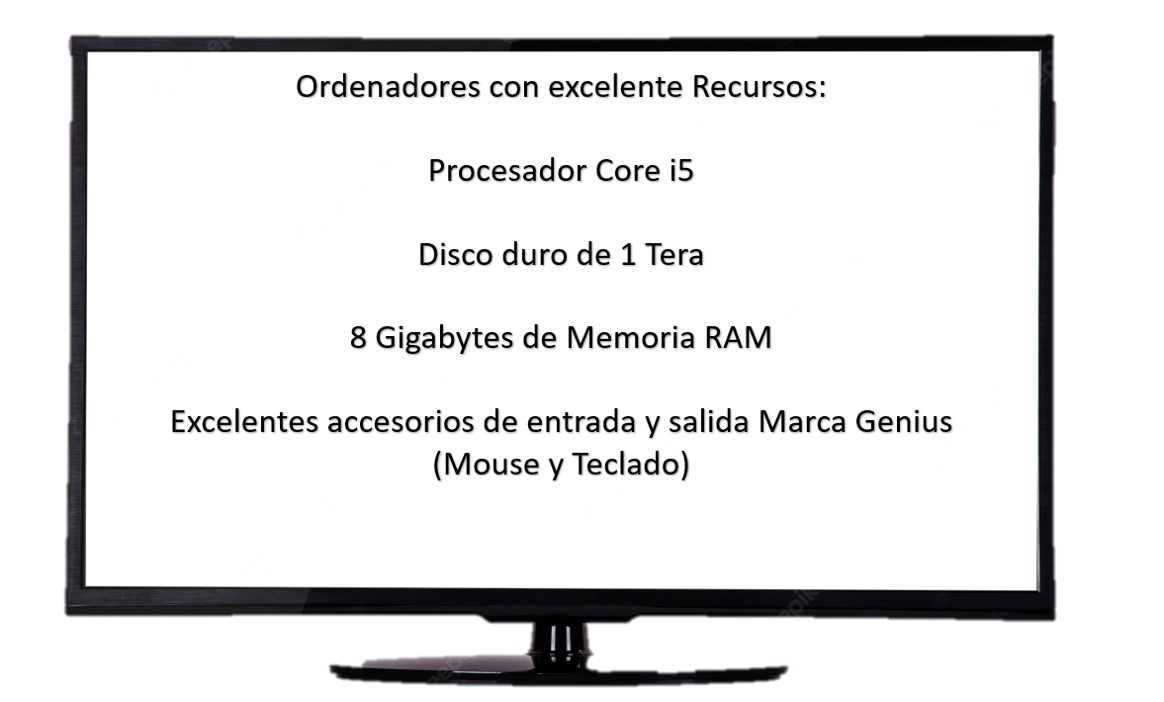 Ordenadores con excelente Recursos:
Procesador Core i5
Disco duro de 1 Tera
8 Gigabytes de Memoria RAM
Excelentes accesorios de entrada y salida Marca Genius
(Mouse y Teclado)